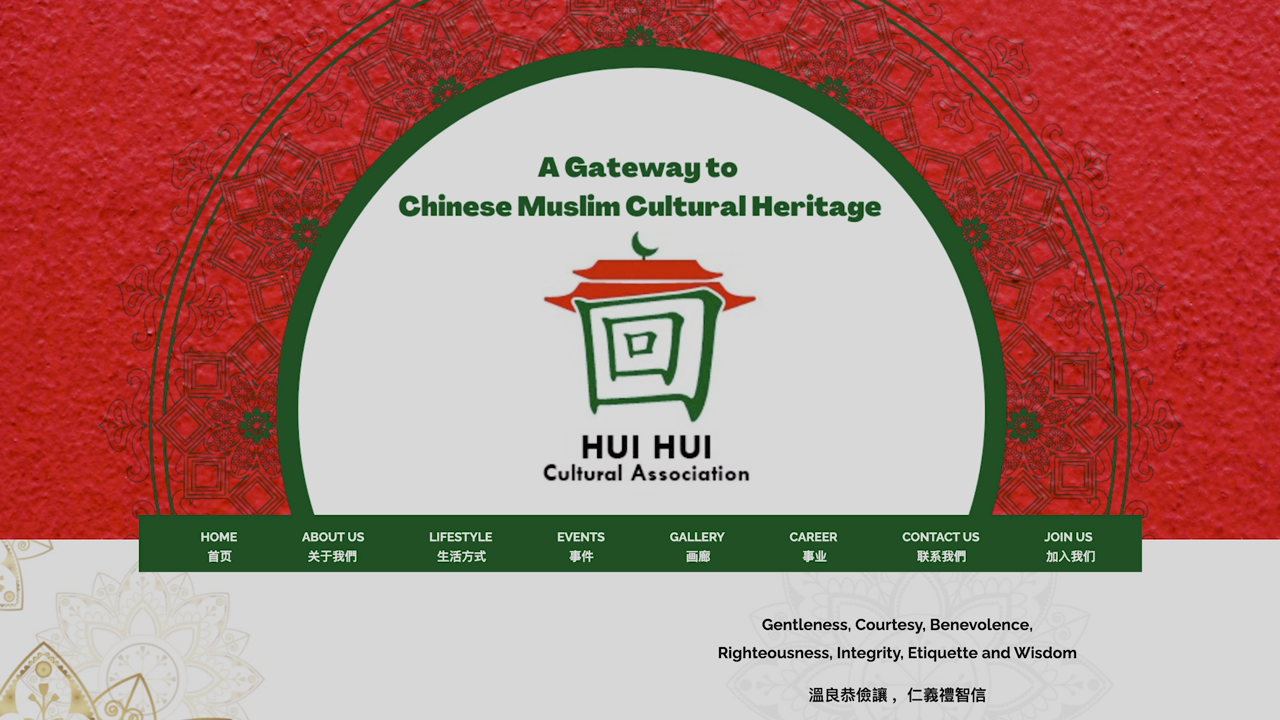 A Gateway to
Chinese Muslim Cultural Heritage
回
HUI HUI
Cultural Association
HOME ABOUT US LIFESTYLE EVENTS GALLERY CAREER CONTACT US JOIN US
首页 关于我們 生活方式 事件 画廊 事业 联系我們 加入我们
Gentleness, Courtesy, Benevolence,
Righteousness, Integrity, Etiquette and Wisdom
溫良恭儉讓 ，仁義禮智信